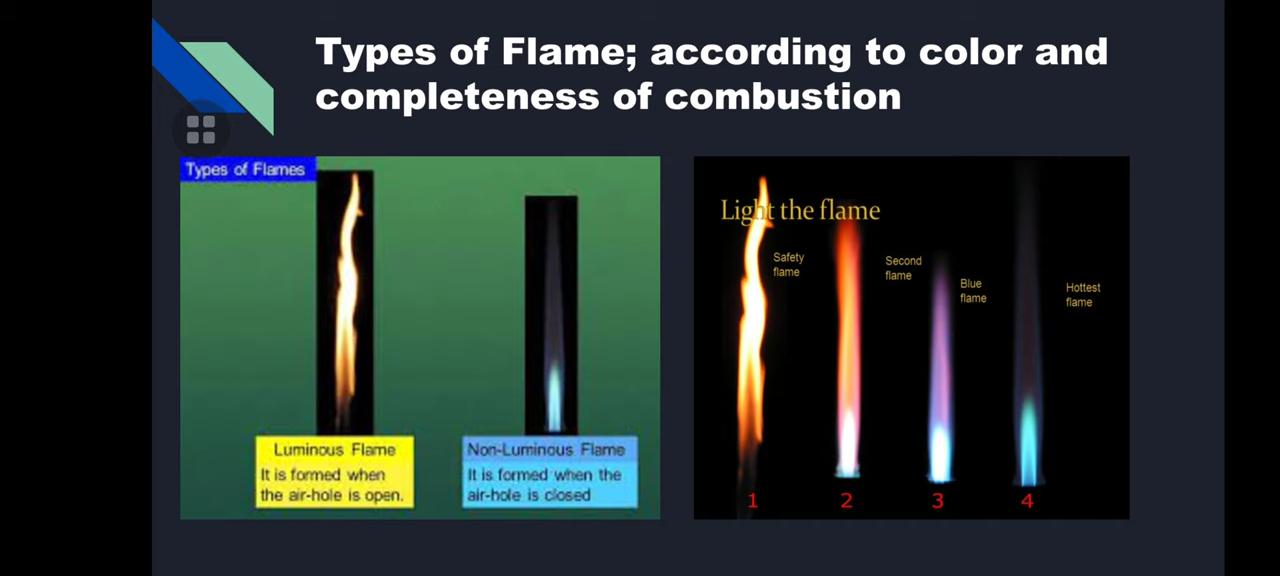 Types of Flame; according to color and
completeness of combustion
Types of Flames
Luminous Flame
It is formed when
the air-hole is open.
Non-Luminous Flame
It is formed when the
air-hole is closed
Light the flame
Safety
flame
Second
flame
Blue
flame
Hottest
flame
1
2
3
4